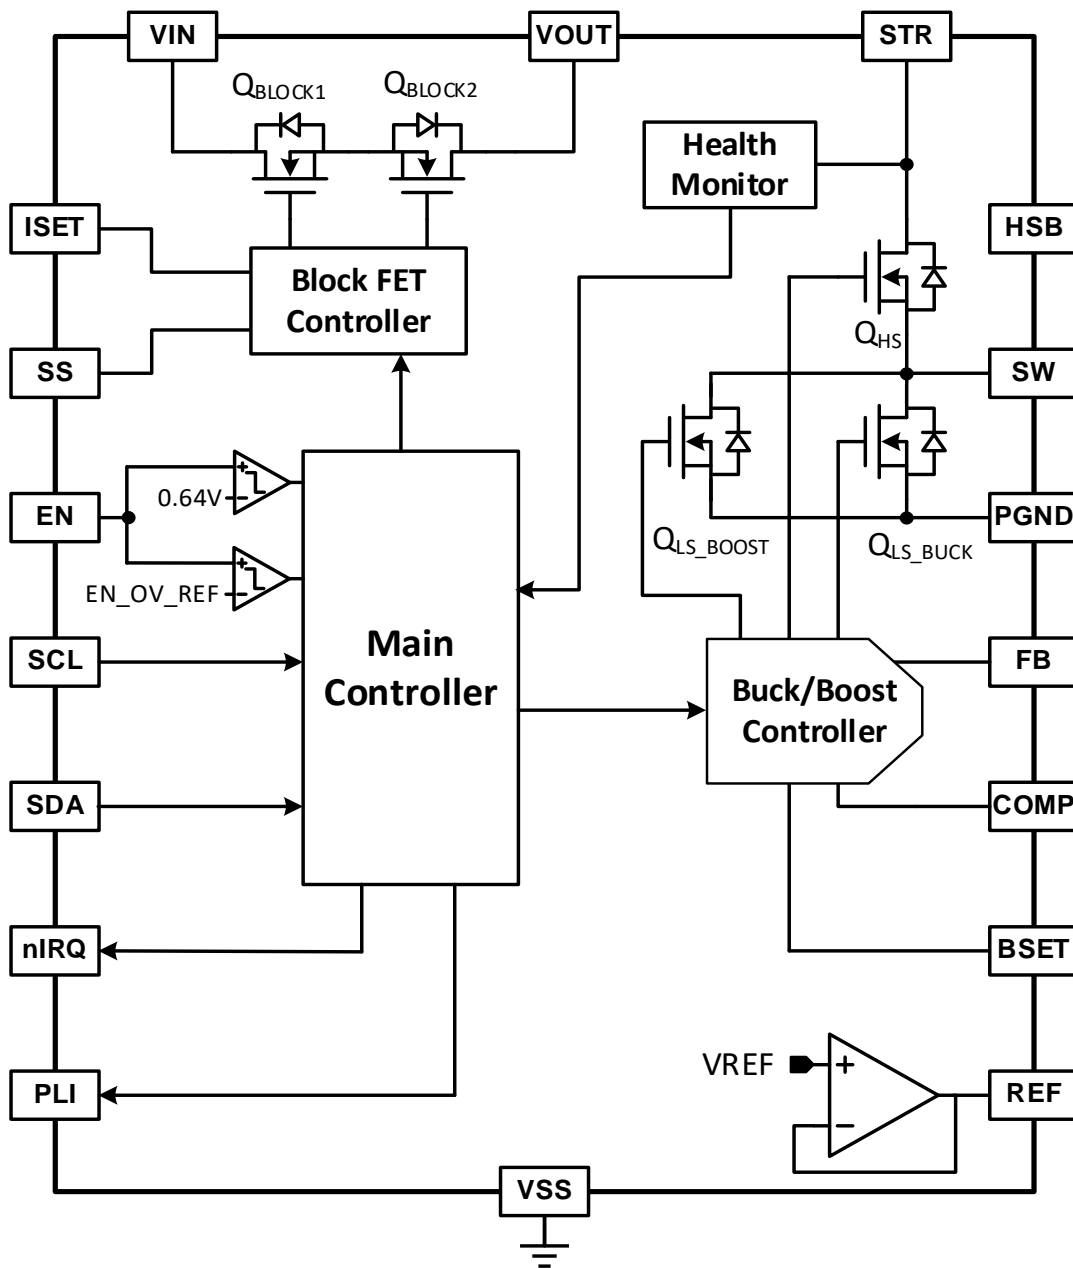 VIN
VOUT
STR
QBLOCK1
QBLOCK2
Health
Monitor
ISET
HSB
Block FET
Controller
QHS
SS
SW
0.64V
EN
PGND
QLS_BOOST
QLS_BUCK
EN_OV_REF
Main
Controller
SCL
FB
Buck/Boost
Controller
SDA
COMP
nIRQ
BSET
VREF
PLI
REF
VSS